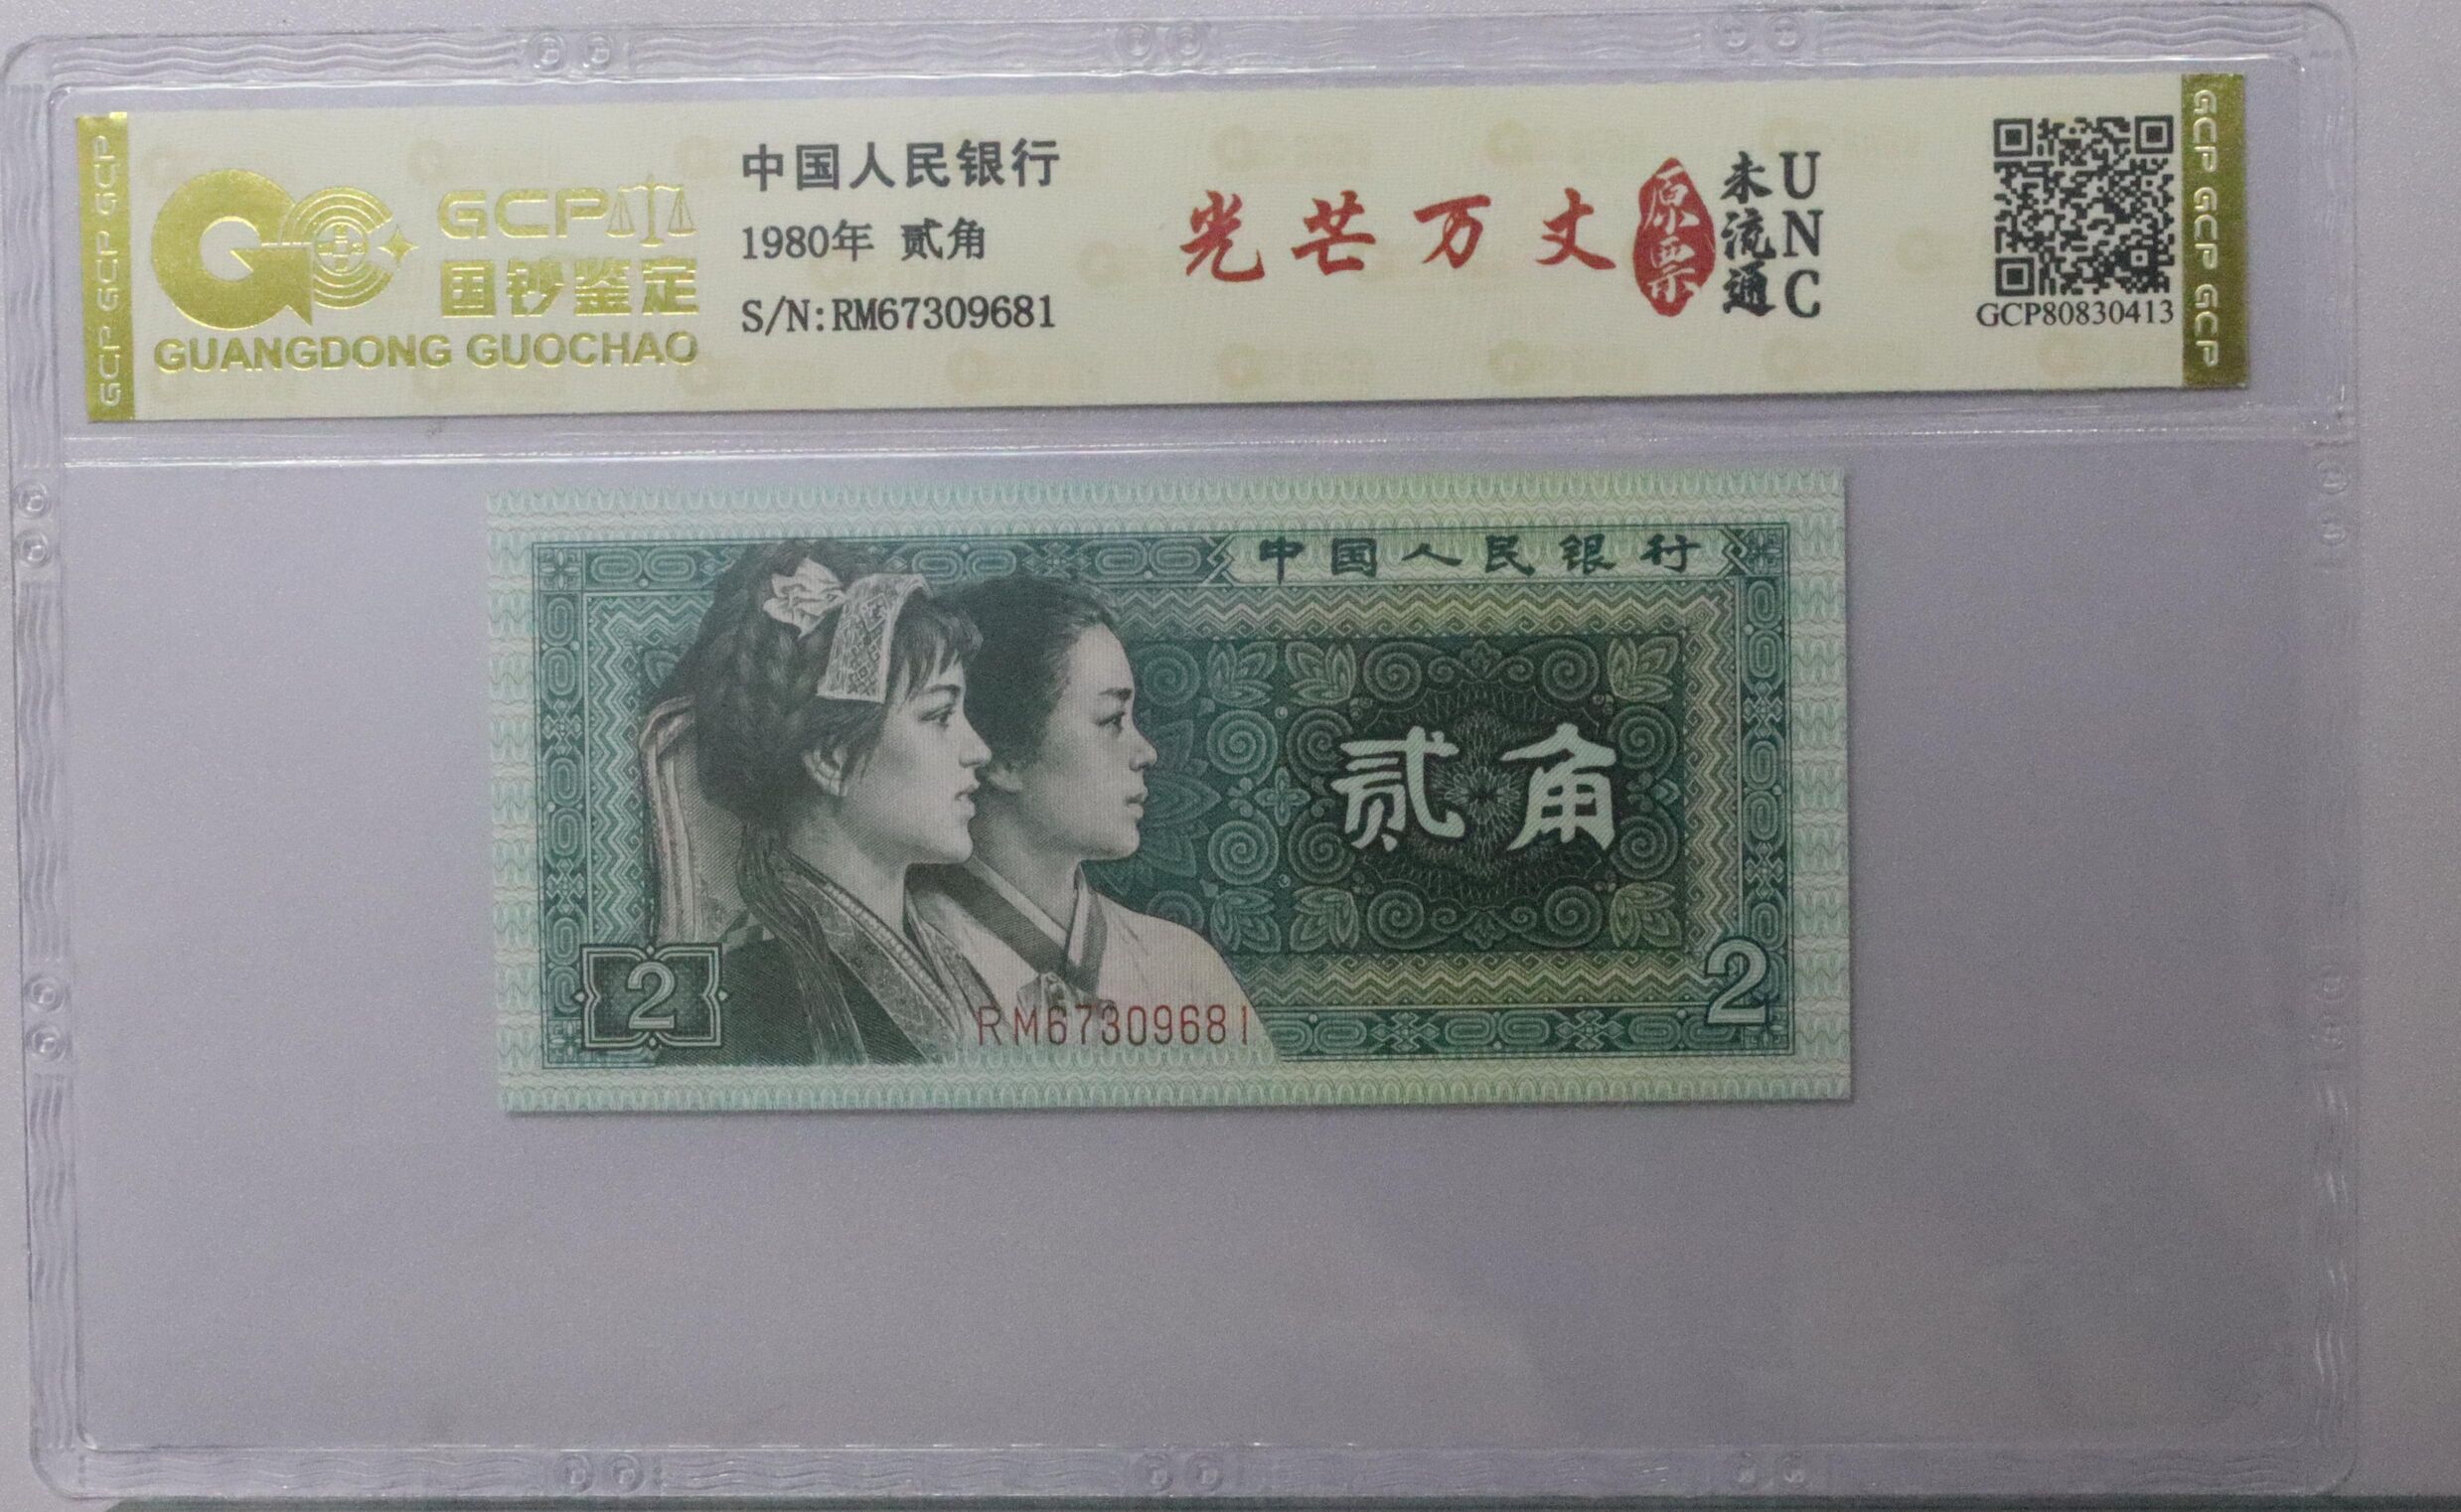 GCP GCP GCP
GCP
国钞鉴定
GUANGDONG GUOCHAO
中国人民银行
1980年 贰角
S/N:RM67309681
光芒万丈
原票
未流通
UNC
GCP80830413
GCP GCP GCP
中国人民银行
贰角
2
2
RM67309681